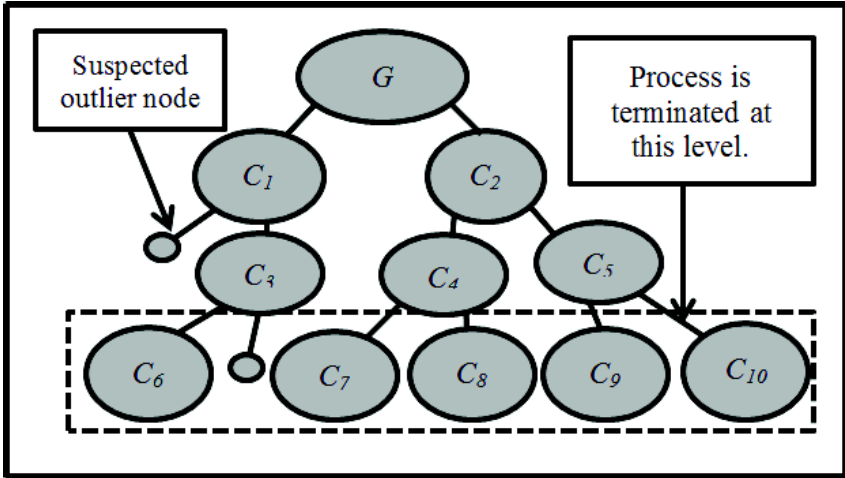 Suspected
outlier node
G
Process is
terminated at
this level.
C1
C2
C3
C4
C5
C6
C7
C8
C9
C10